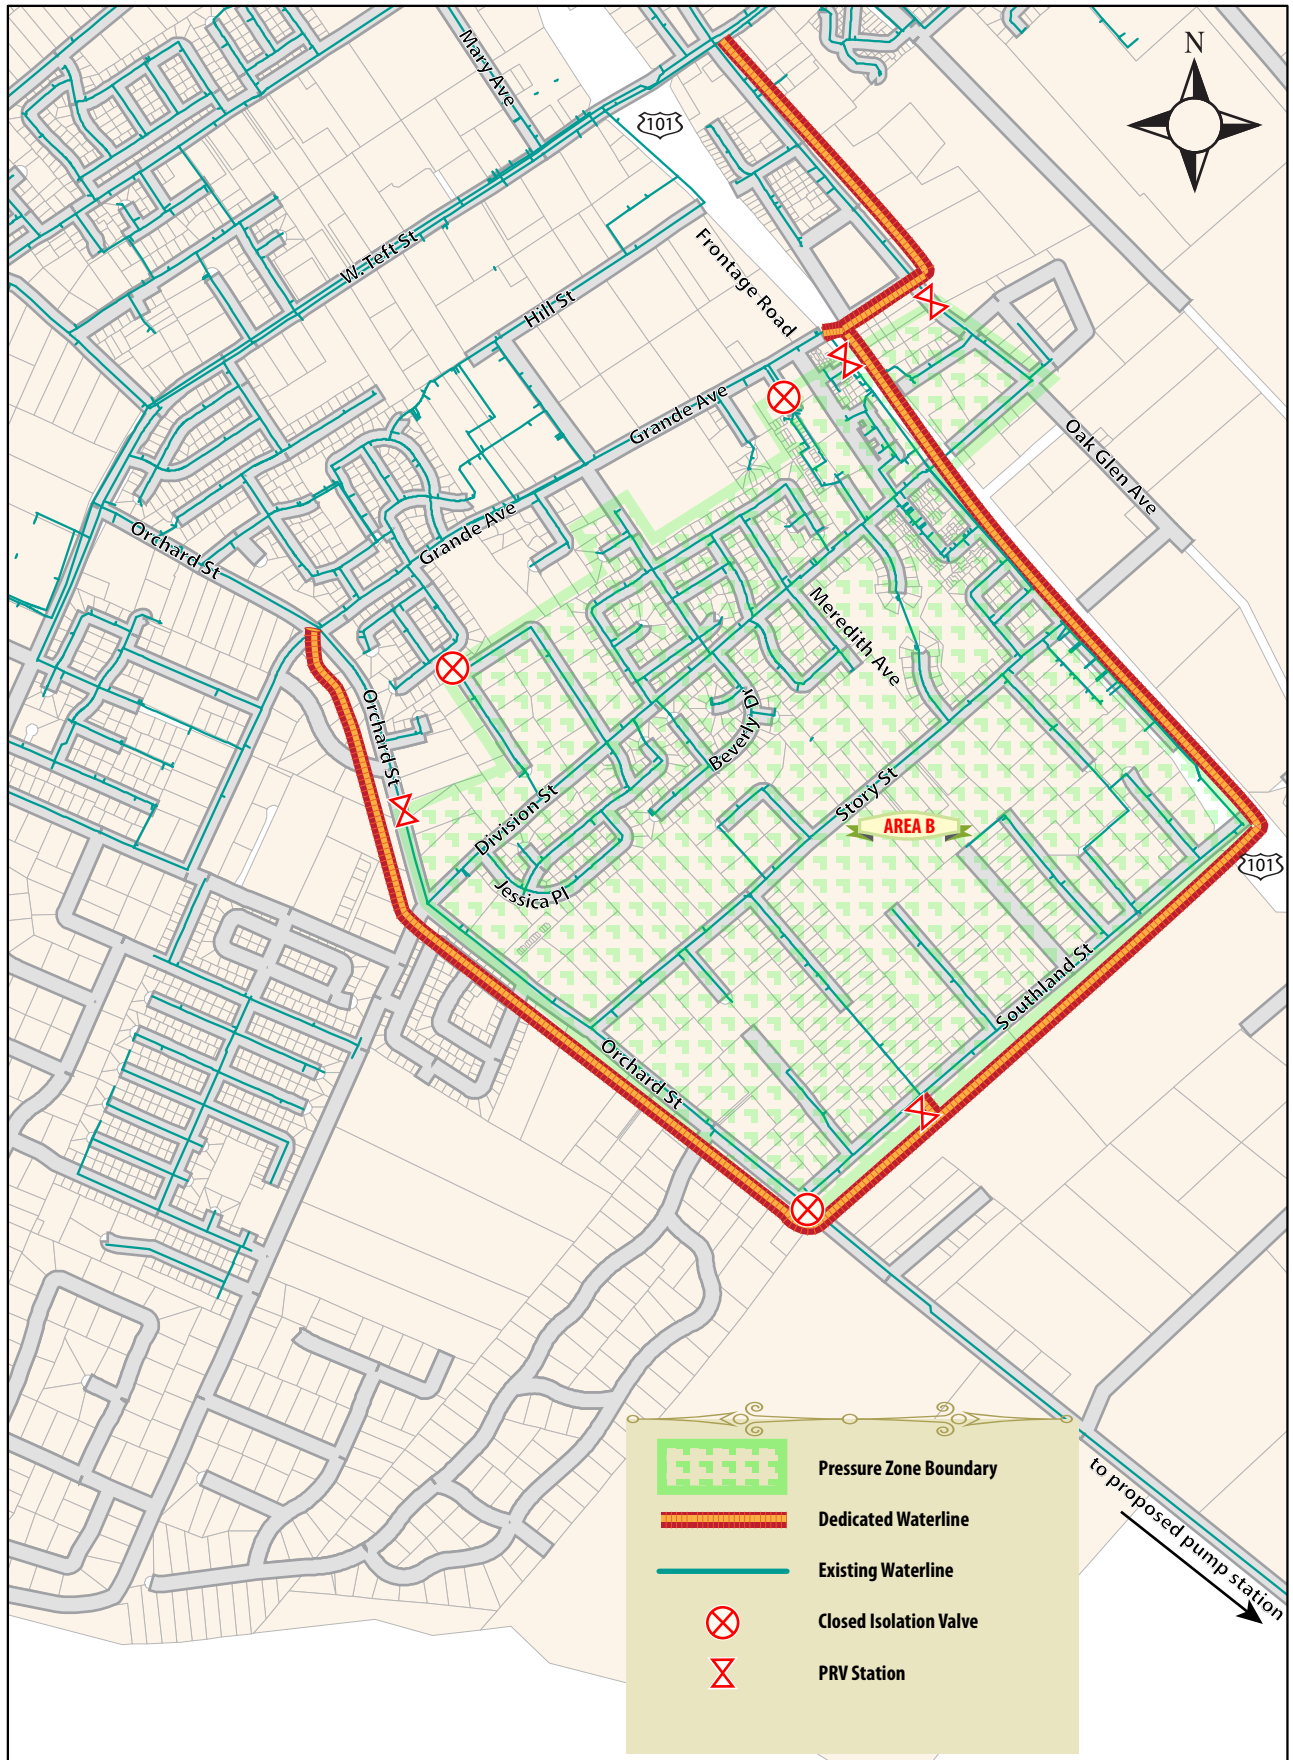 N
Mary Ave
101
W. Teft St
Frontage Road
Hill St
Grande Ave
Oak Glen Ave
Orchard St
Grande Ave
Meredith Ave
Orchard St
Beverly Dr
Story St
Division St
AREA B
101
Jessica Pl
Southland St
Orchard St
Pressure Zone Boundary
to proposed pump station
Dedicated Waterline
Existing Waterline
Closed Isolation Valve
PRV Station